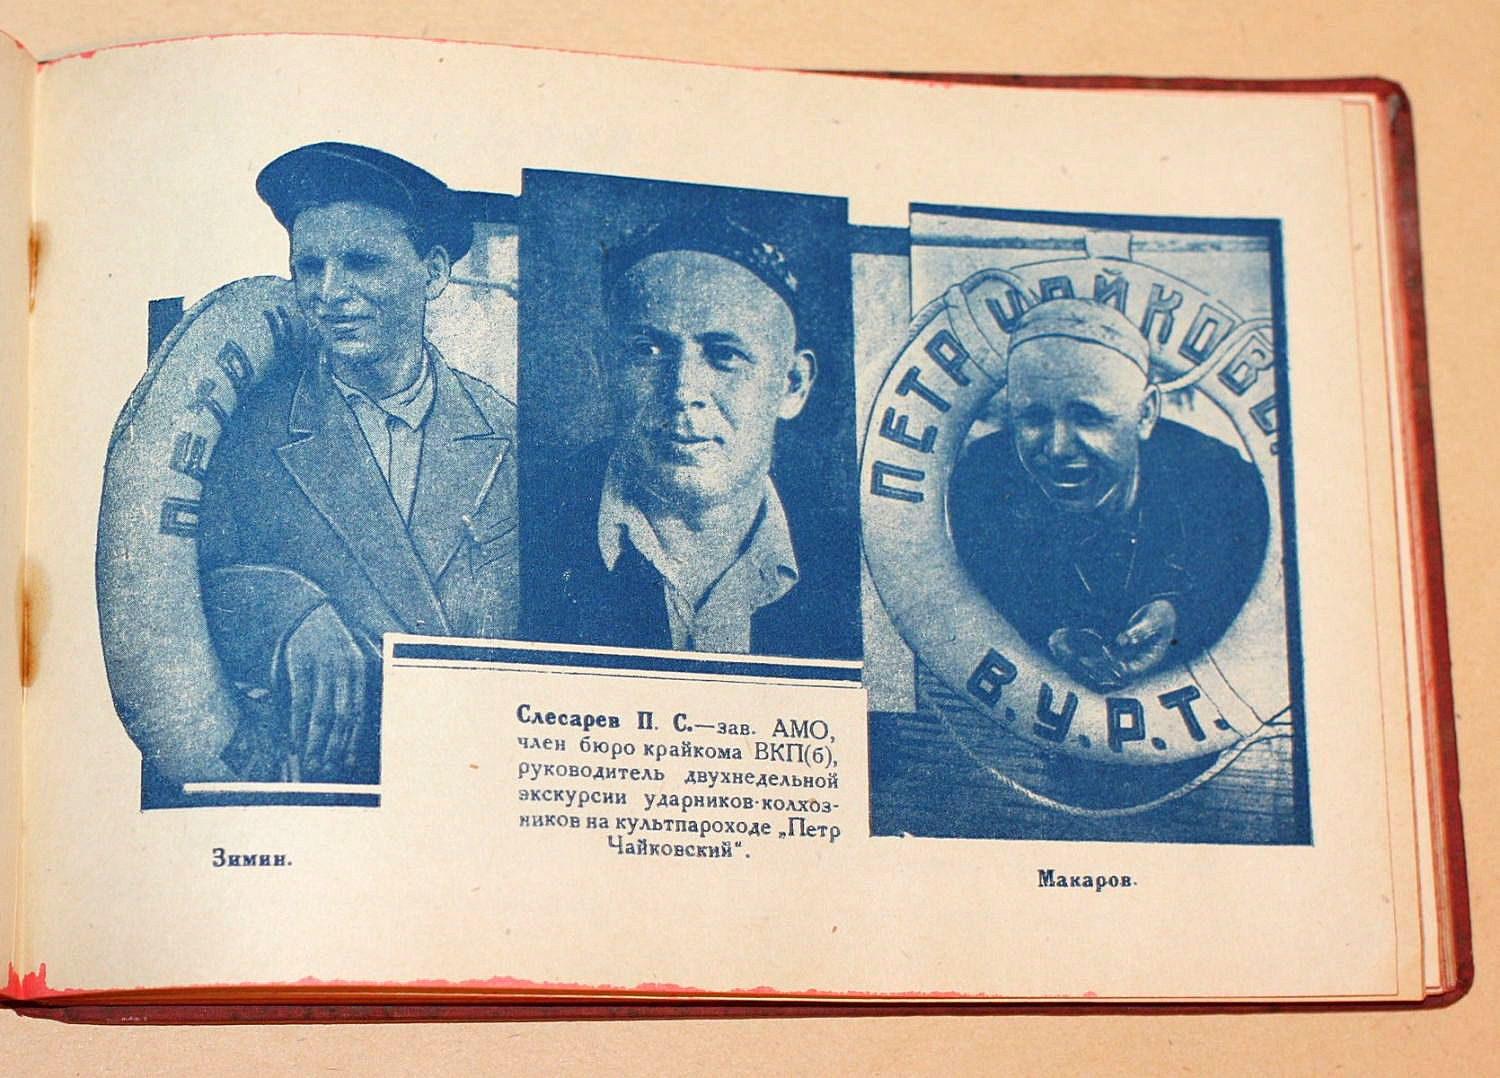 ПЕТР
ПЕТР ЧАЙКОВС
В.У.Р.Т.
Слесарев П. С.—зав. АМО,
член бюро крайкома ВКП(б),
руководитель двухнедельной
экскурсии ударников-колхоз-
ников на культпароходе „Петр
Чайковский“.
Зимин.
Макаров.